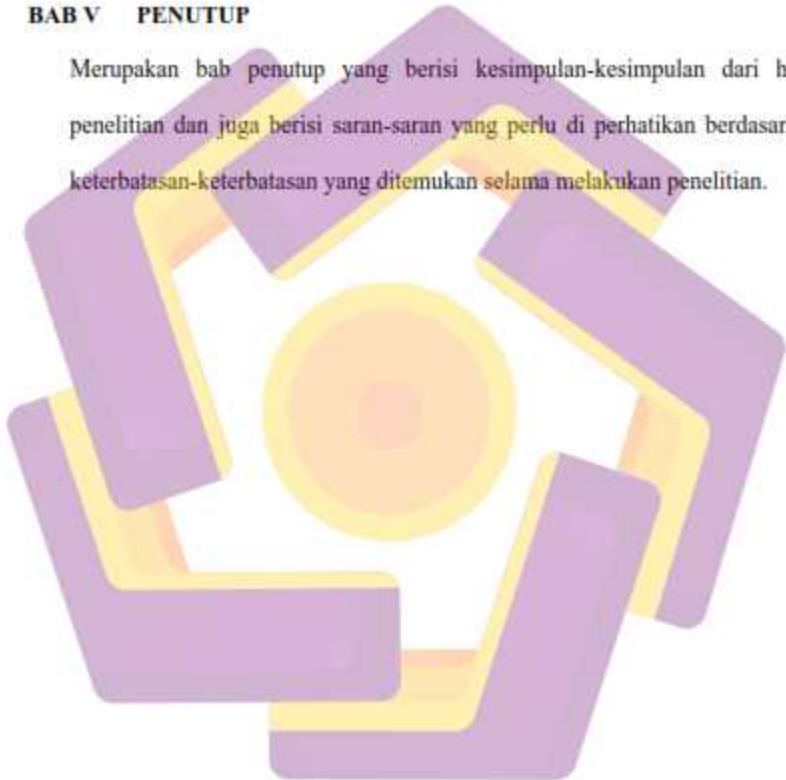 BAB V PENUTUP
Merupakan bab penutup yang berisi kesimpulan-kesimpulan dari h
penelitian dan juga berisi saran-saran yang perlu di perhatikan berdasar
keterbatasan-keterbatasan yang ditemukan selama melakukan penelitian.